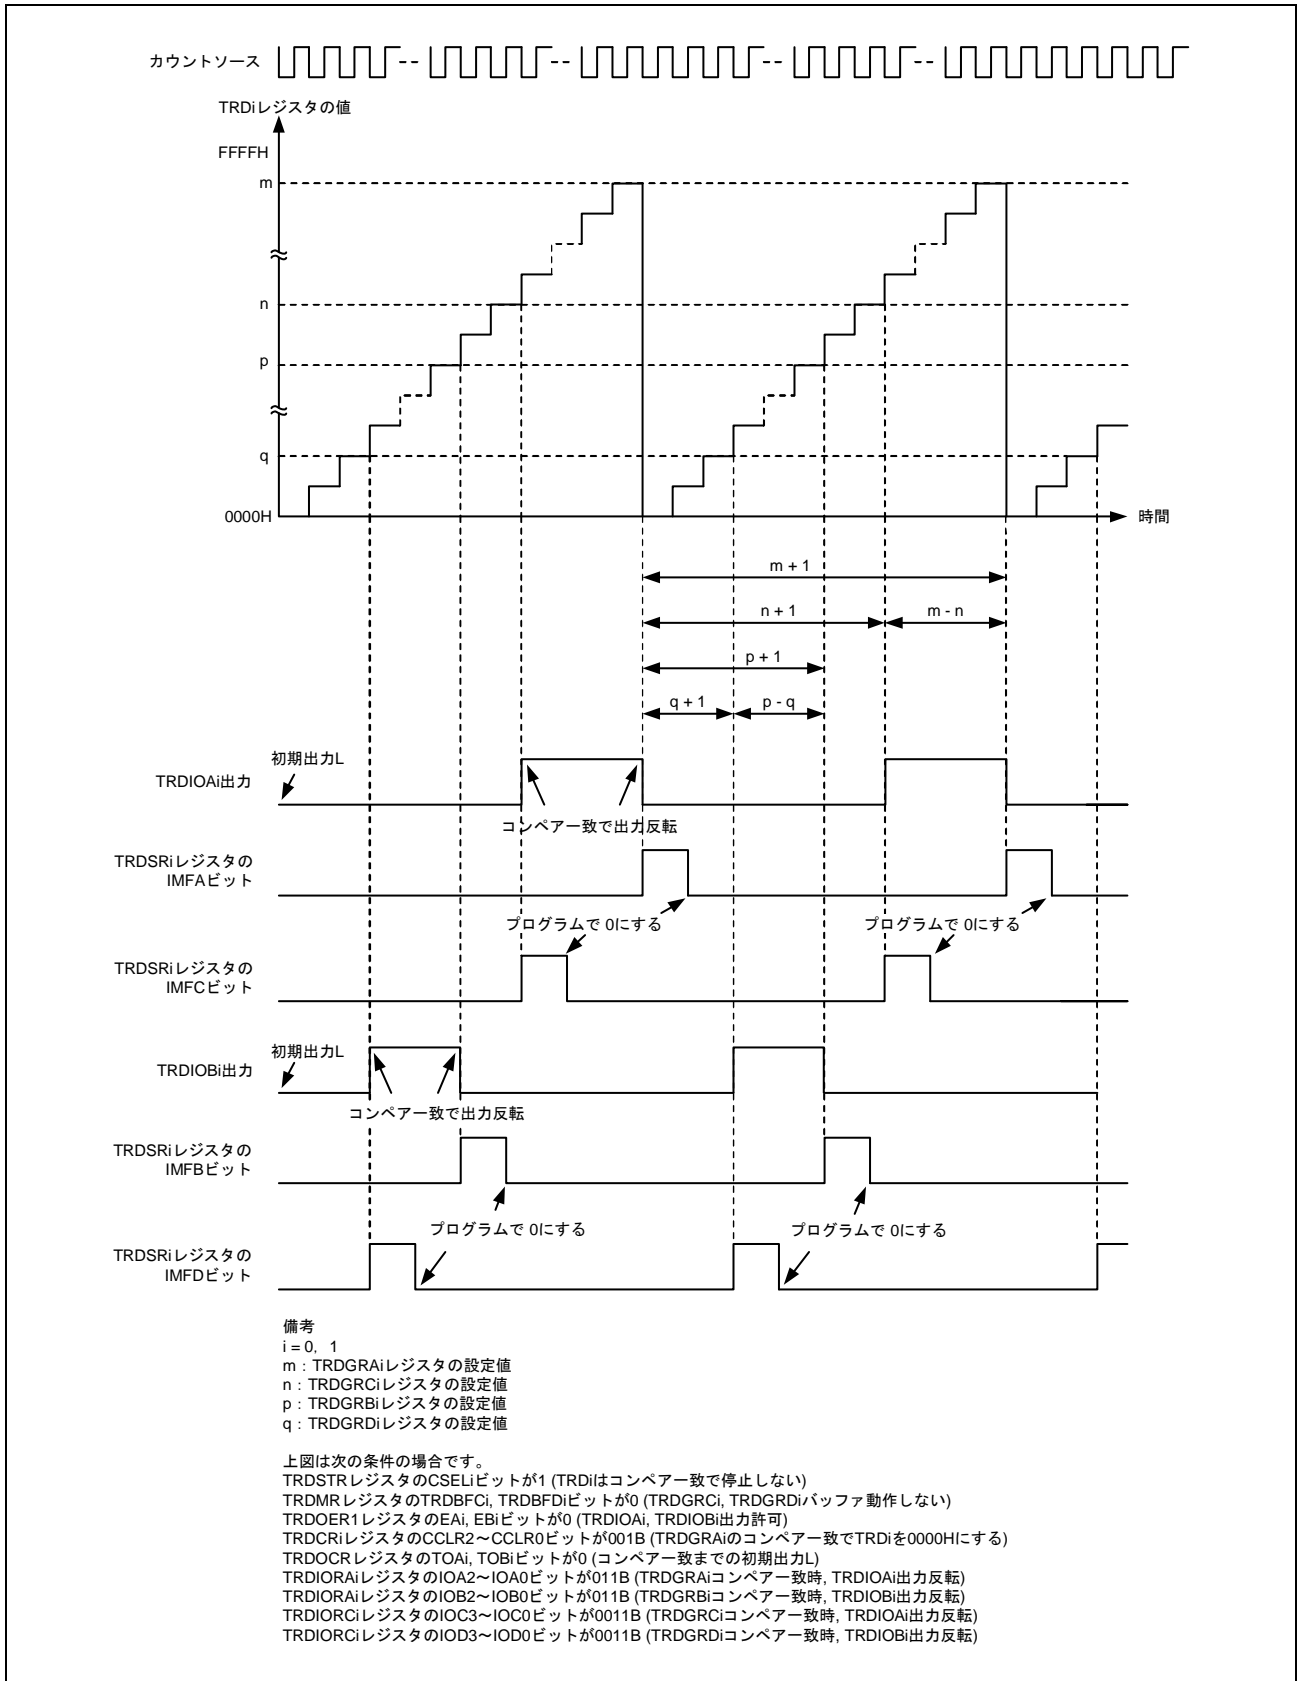 カウントソース
TRDiレジスタの値
FFFFH
m
n
p
q
0000H
時間
m + 1
n + 1
m - n
p + 1
q + 1
p - q
初期出力L
TRDIOAi出力
コンペア一致で出力反転
TRDSRiレジスタの
IMFAビット
プログラムで 0にする
プログラムで 0にする
TRDSRiレジスタの
IMFCビット
初期出力L
TRDIOBi出力
コンペア一致で出力反転
TRDSRiレジスタの
IMFBビット
プログラムで 0にする
プログラムで 0にする
TRDSRiレジスタの
IMFDビット
備考
i = 0, 1
m : TRDGRAiレジスタの設定値
n : TRDGRCiレジスタの設定値
p : TRDGRBiレジスタの設定値
q : TRDGRDiレジスタの設定値
上図は次の条件の場合です。
TRDSTRレジスタのCSELiビットが1 (TRDiはコンペア一致で停止しない)
TRDMRレジスタのTRDBFCi, TRDBFDiビットが0 (TRDGRCi, TRDGRDiバッファ動作しない)
TRDOER1レジスタのEAi, EBiビットが0 (TRDIOAi, TRDIOBi出力許可)
TRDCRiレジスタのCCLR2～CCLR0ビットが001B (TRDGRAiのコンペア一致でTRDiを0000Hにする)
TRDOCRレジスタのTOAi, TOBiビットが0 (コンペア一致までの初期出力L)
TRDIORAiレジスタのIOA2～IOA0ビットが011B (TRDGRAiコンペア一致時, TRDIOAi出力反転)
TRDIORAiレジスタのIOB2～IOB0ビットが011B (TRDGRBiコンペア一致時, TRDIOBi出力反転)
TRDIORCiレジスタのIOC3～IOC0ビットが0011B (TRDGRCiコンペア一致時, TRDIOAi出力反転)
TRDIORCiレジスタのIOD3～IOD0ビットが0011B (TRDGRDiコンペア一致時, TRDIOBi出力反転)